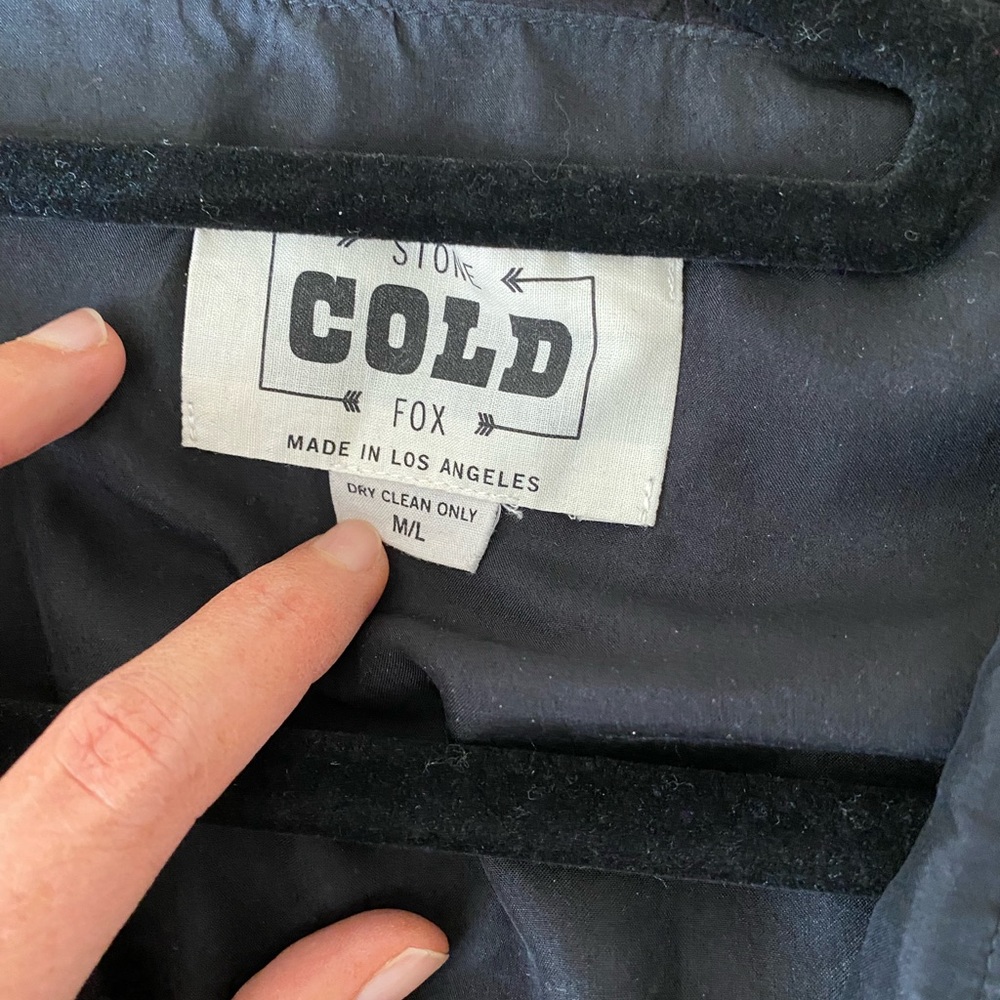 STONE
COLD
FOX
MADE IN LOS ANGELES
DRY CLEAN ONLY
M/L